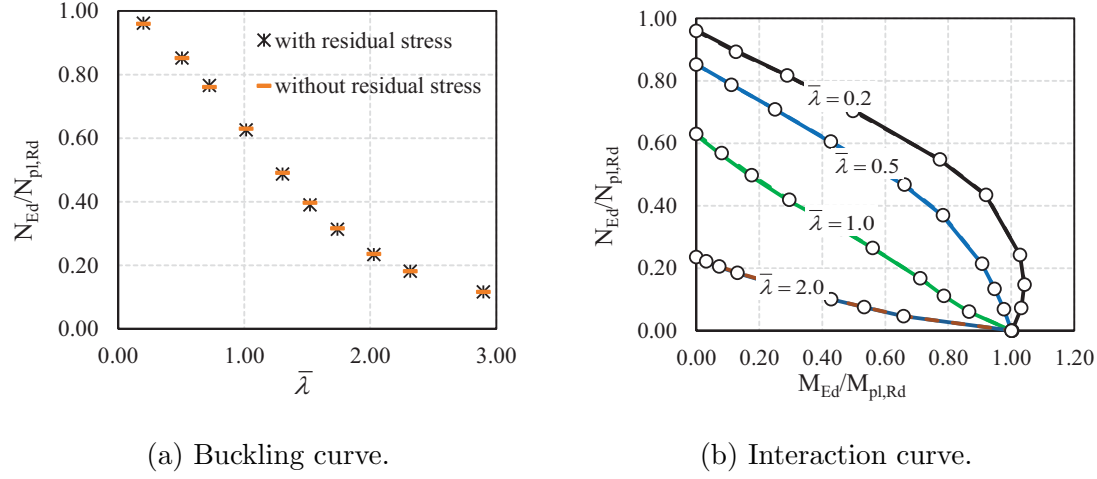 N_Ed/N_pl,Rd
1.00
0.80
0.60
0.40
0.20
0.00
0.00 1.00 2.00 3.00
λ̅
with residual stress
without residual stress
(a) Buckling curve.
N_Ed/N_pl,Rd
1.00
0.80
0.60
0.40
0.20
0.00
0.00 0.20 0.40 0.60 0.80 1.00 1.20
M_Ed/M_pl,Rd
λ̅ = 0.2
λ̅ = 0.5
λ̅ = 1.0
λ̅ = 2.0
(b) Interaction curve.